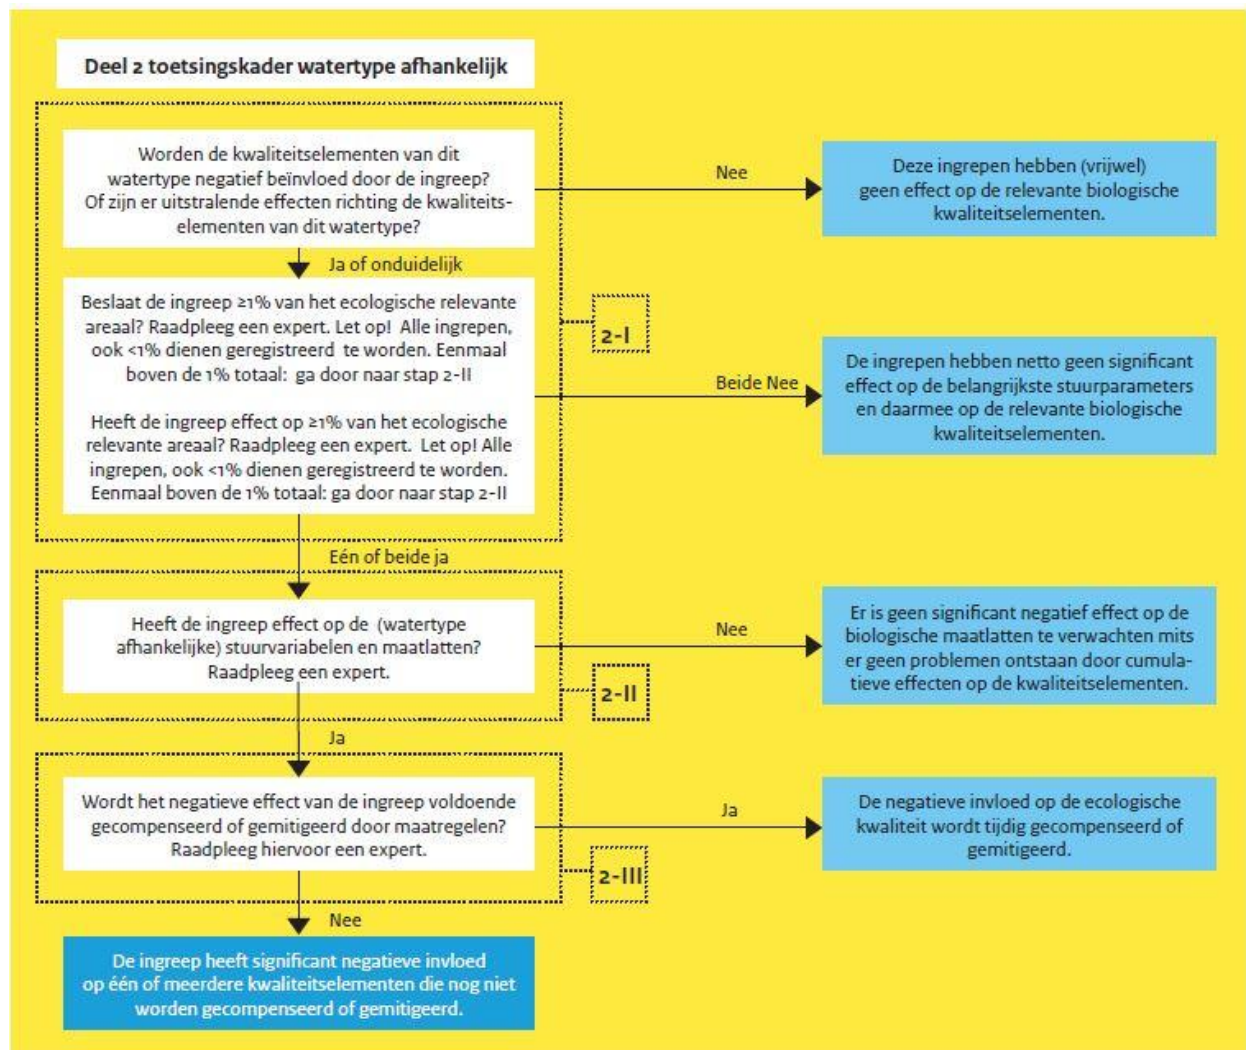 Deel 2 toetsingskader watertype afhankelijk
Worden de kwaliteitselementen van dit
watertype negatief beïnvloed door de ingreep?
Of zijn er uitstralende effecten richting de kwaliteits-
elementen van dit watertype?
Nee
Deze ingrepen hebben (vrijwel)
geen effect op de relevante biologische
kwaliteitselementen.
Ja of onduidelijk
Beslaat de ingreep ≥1% van het ecologische relevante
areaal? Raadpleeg een expert. Let op! Alle ingrepen,
ook <1% dienen geregistreerd te worden. Eenmaal
boven de 1% totaal: ga door naar stap 2-II
Heeft de ingreep effect op ≥1% van het ecologische
relevante areaal? Raadpleeg een expert. Let op! Alle
ingrepen, ook <1% dienen geregistreerd te worden.
Eenmaal boven de 1% totaal: ga door naar stap 2-II
2-I
Beide Nee
De ingrepen hebben netto geen significant
effect op de belangrijkste stuurparameters
en daarmee op de relevante biologische
kwaliteitselementen.
Eén of beide ja
Heeft de ingreep effect op de (watertype
afhankelijke) stuurvariabelen en maatlatten?
Raadpleeg een expert.
2-II
Nee
Er is geen significant negatief effect op de
biologische maatlatten te verwachten mits
er geen problemen ontstaan door cumula-
tieve effecten op de kwaliteitselementen.
Ja
Wordt het negatieve effect van de ingreep voldoende
gecompenseerd of gemitigeerd door maatregelen?
Raadpleeg hiervoor een expert.
2-III
Ja
De negatieve invloed op de ecologische
kwaliteit wordt tijdig gecompenseerd of
gemitigeerd.
Nee
De ingreep heeft significant negatieve invloed
op één of meerdere kwaliteitselementen die nog niet
worden gecompenseerd of gemitigeerd.